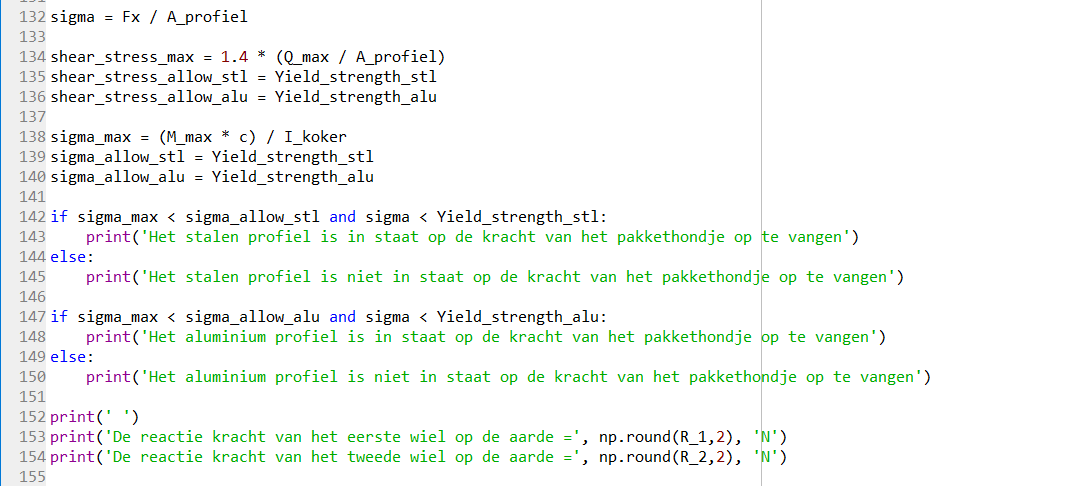 132 sigma = Fx / A_profiel
133
134 shear_stress_max = 1.4 * (Q_max / A_profiel)
135 shear_stress_allow_stl = Yield_strength_stl
136 shear_stress_allow_alu = Yield_strength_alu
137
138 sigma_max = (M_max * c) / I_koker
139 sigma_allow_stl = Yield_strength_stl
140 sigma_allow_alu = Yield_strength_alu
141
142 if sigma_max < sigma_allow_stl and sigma < Yield_strength_stl:
143     print('Het stalen profiel is in staat op de kracht van het pakkethondje op te vangen')
144 else:
145     print('Het stalen profiel is niet in staat op de kracht van het pakkethondje op te vangen')
146
147 if sigma_max < sigma_allow_alu and sigma < Yield_strength_alu:
148     print('Het aluminium profiel is in staat op de kracht van het pakkethondje op te vangen')
149 else:
150     print('Het aluminium profiel is niet in staat op de kracht van het pakkethondje op te vangen')
151
152 print(' ')
153 print('De reactie kracht van het eerste wiel op de aarde =', np.round(R_1,2), 'N')
154 print('De reactie kracht van het tweede wiel op de aarde =', np.round(R_2,2), 'N')
155